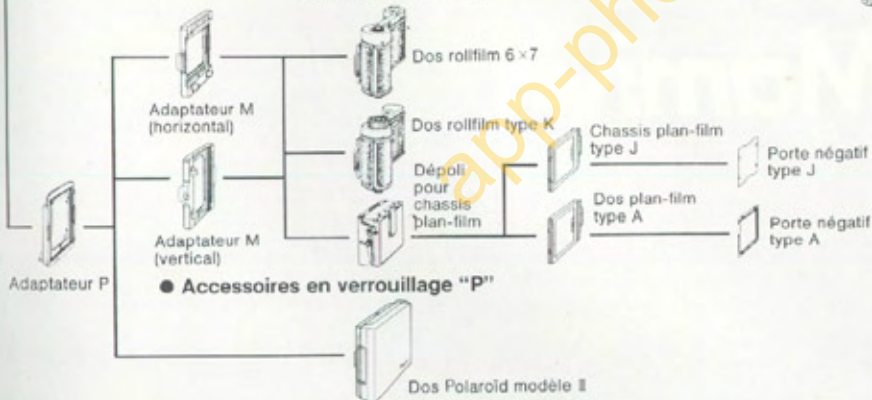 Dos rollfilm 6×7
Adaptateur M
(horizontal)
Dos rollfilm type K
Chassis plan-film
type J
Porte négatif
type J
Dépoli
pour
chassis
plan-film
Dos plan-film
type A
Porte négatif
type A
Adaptateur M
(vertical)
Adaptateur P
● Accessoires en verrouillage "P"
Dos Polaroïd modèle II